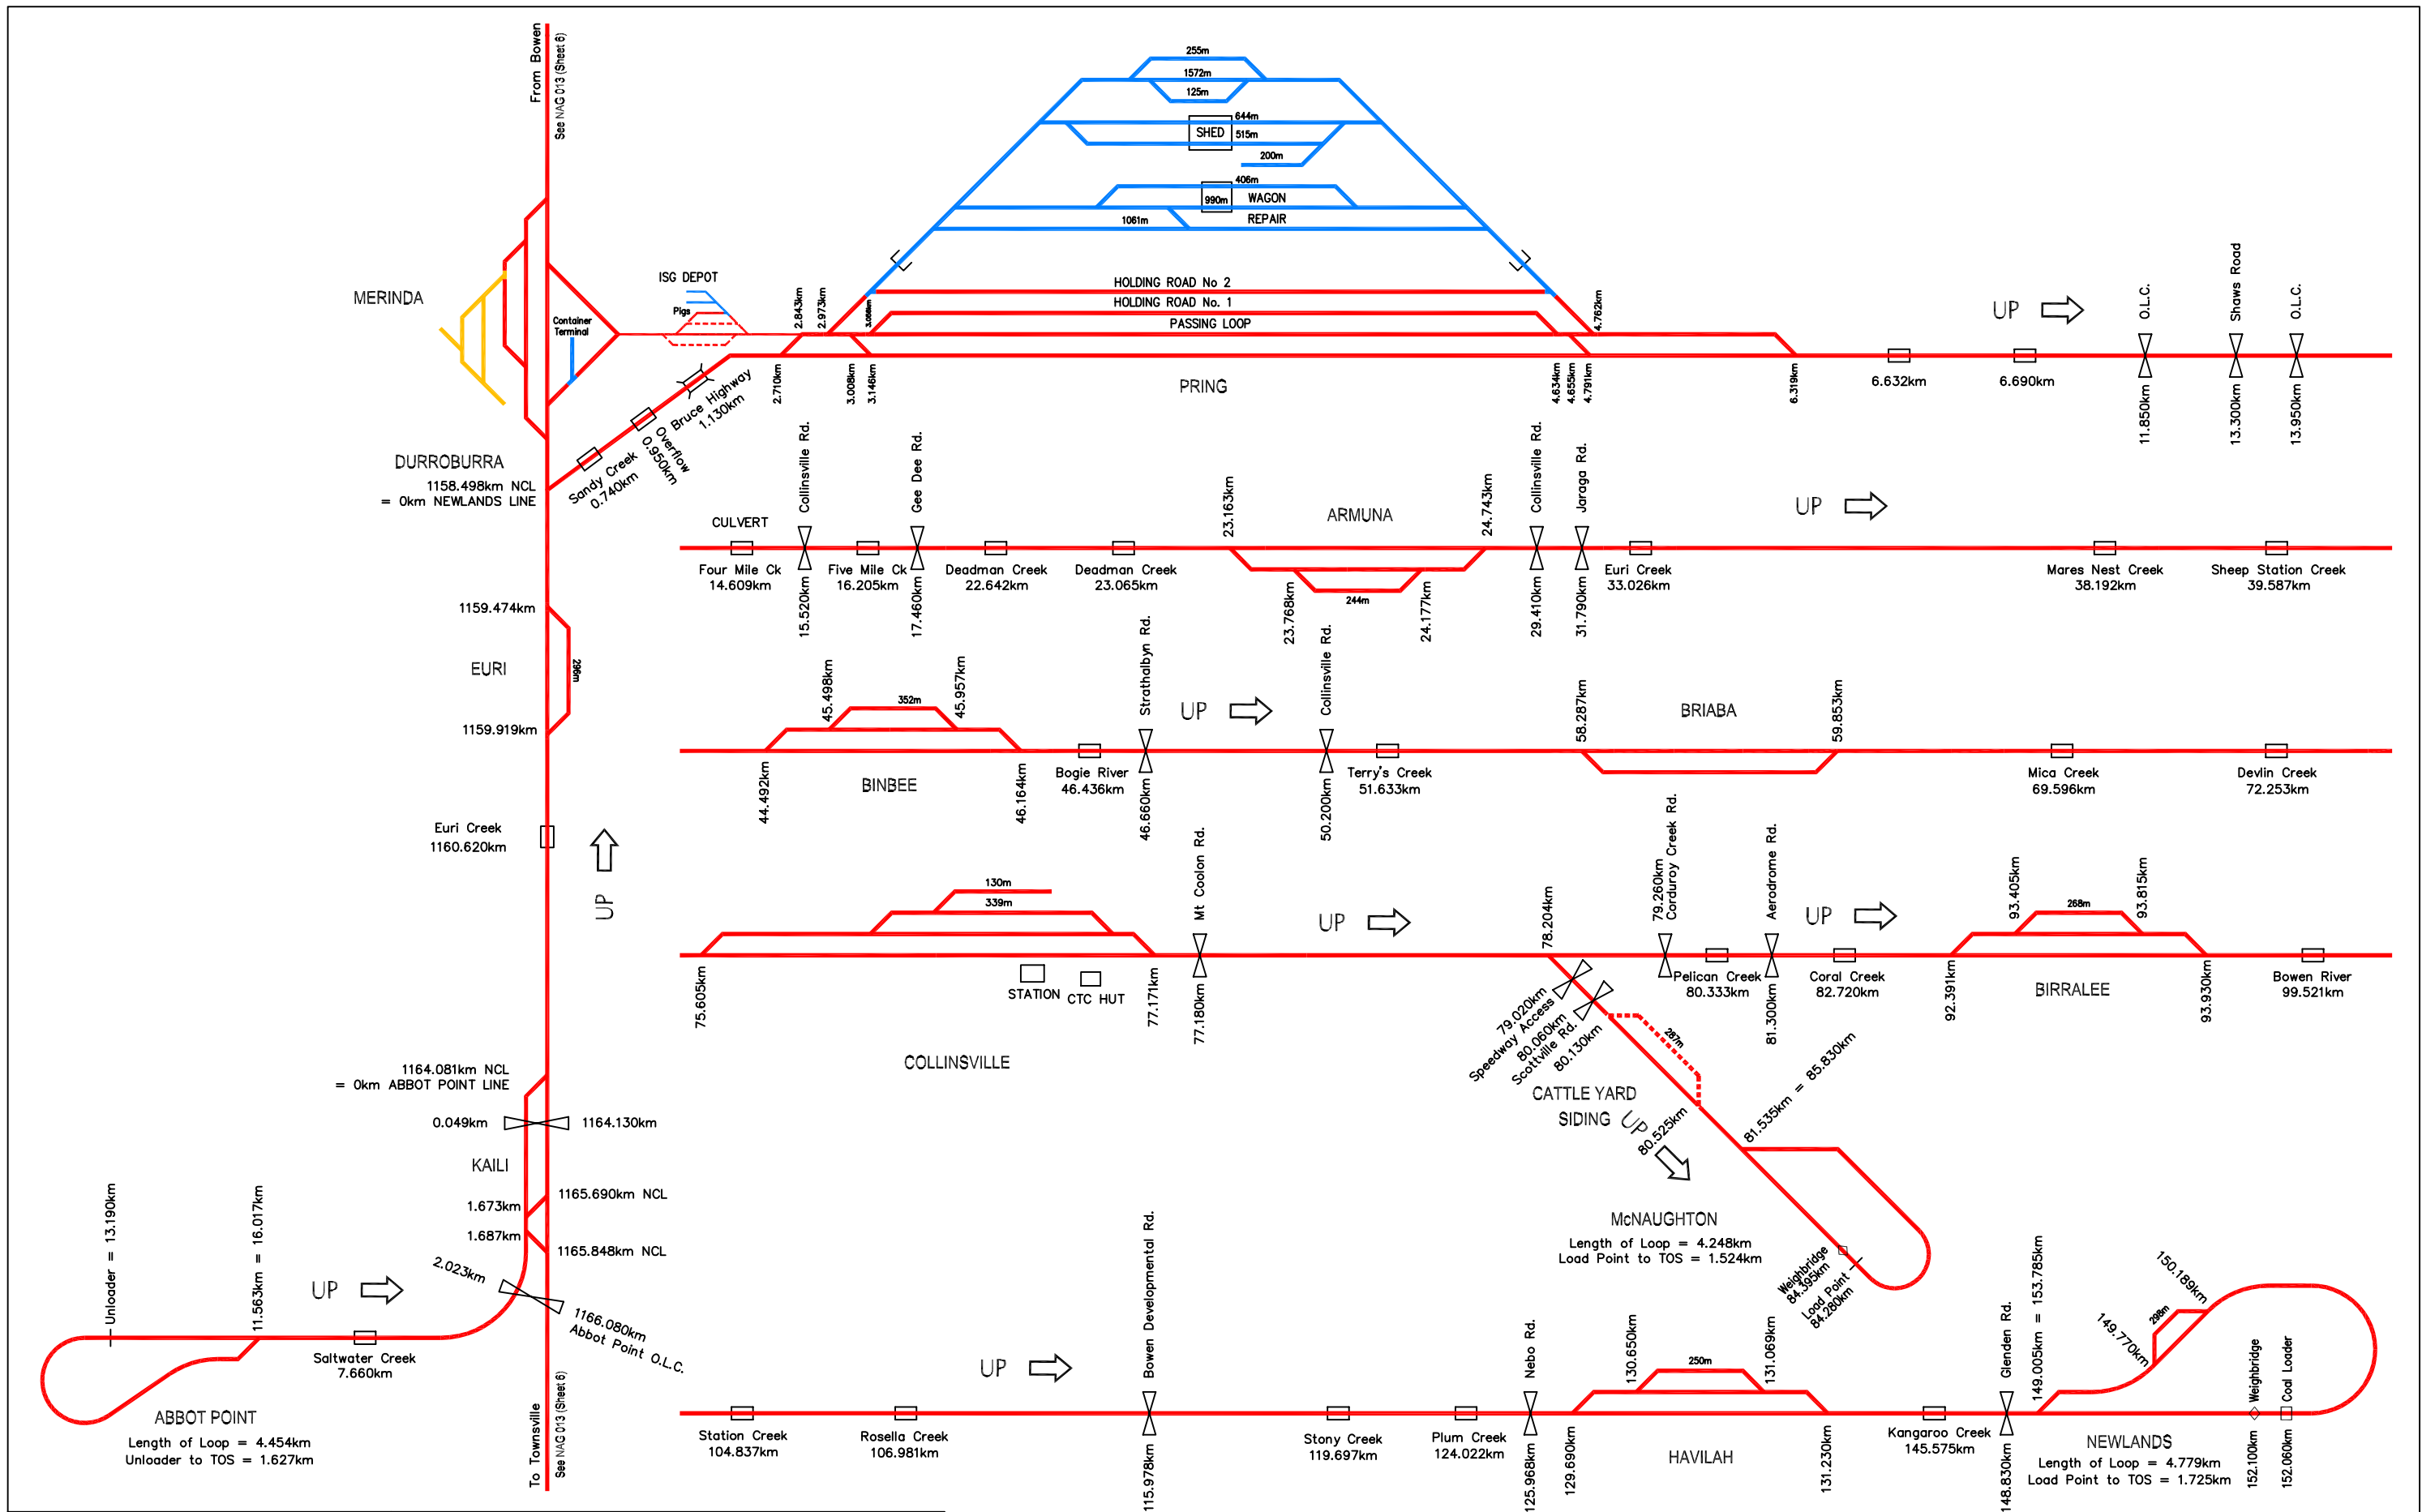 From Bowen
See NAG 013 (Sheet 6)
255m
1572m
125m
644m
SHED
515m
200m
406m
990m
WAGON
1061m
REPAIR
HOLDING ROAD No 2
HOLDING ROAD No. 1
PASSING LOOP
MERINDA
ISG DEPOT
Pigs
Container
Terminal
2.843km
2.973km
4.762km
UP
O.L.C.
Shaws Road
O.L.C.
PRING
2.710km
3.008km
3.146km
4.634km
4.655km
4.791km
6.319km
6.632km
6.690km
11.850km
13.300km
13.950km
Bruce Highway
1.130km
Overflow
0.950km
Sandy Creek
0.740km
DURROBURRA
1158.498km NCL
= 0km NEWLANDS LINE
CULVERT
Four Mile Ck
14.609km
Collinsville Rd.
15.520km
Five Mile Ck
16.205km
Gee Dee Rd.
17.460km
Deadman Creek
22.642km
Deadman Creek
23.065km
23.163km
ARMUNA
24.743km
23.768km
244m
24.177km
Collinsville Rd.
29.410km
Jaraga Rd.
31.790km
Euri Creek
33.026km
UP
Mares Nest Creek
38.192km
Sheep Station Creek
39.587km
1159.474km
EURI
296m
1159.919km
44.492km
45.498km
352m
45.957km
46.164km
BINBEE
Bogie River
46.436km
Strathalbyn Rd.
46.660km
UP
Collinsville Rd.
50.200km
Terry's Creek
51.633km
58.287km
BRIABA
59.853km
Mica Creek
69.596km
Devlin Creek
72.253km
Euri Creek
1160.620km
UP
75.605km
130m
339m
STATION
CTC HUT
77.171km
COLLINSVILLE
Mt Coolon Rd.
77.180km
UP
78.204km
79.260km
Corduroy Creek Rd.
Pelican Creek
80.333km
Aerodrome Rd.
81.300km
UP
Coral Creek
82.720km
92.391km
93.405km
268m
93.815km
93.930km
BIRRALEE
Bowen River
99.521km
79.020km
Speedway Access
80.060km
Scottville Rd.
80.130km
287m
CATTLE YARD
SIDING
UP
80.525km
81.535km = 85.830km
McNAUGHTON
Length of Loop = 4.248km
Load Point to TOS = 1.524km
Weighbridge
84.395km
Load Point
84.280km
1164.081km NCL
= 0km ABBOT POINT LINE
0.049km
1164.130km
KAILI
1.673km
1165.690km NCL
1.687km
1165.848km NCL
2.023km
1166.080km
Abbot Point O.L.C.
Unloader = 13.190km
11.563km = 16.017km
UP
Saltwater Creek
7.660km
ABBOT POINT
Length of Loop = 4.454km
Unloader to TOS = 1.627km
To Townsville
See NAG 013 (Sheet 6)
Station Creek
104.837km
Rosella Creek
106.981km
UP
Bowen Developmental Rd.
115.978km
Stony Creek
119.697km
Plum Creek
124.022km
Nebo Rd.
125.968km
129.690km
130.650km
250m
131.069km
131.230km
HAVILAH
Kangaroo Creek
145.575km
Glenden Rd.
148.830km
149.005km = 153.785km
149.770km
298m
150.189km
NEWLANDS
Length of Loop = 4.779km
Load Point to TOS = 1.725km
Weighbridge
152.100km
Coal Loader
152.060km